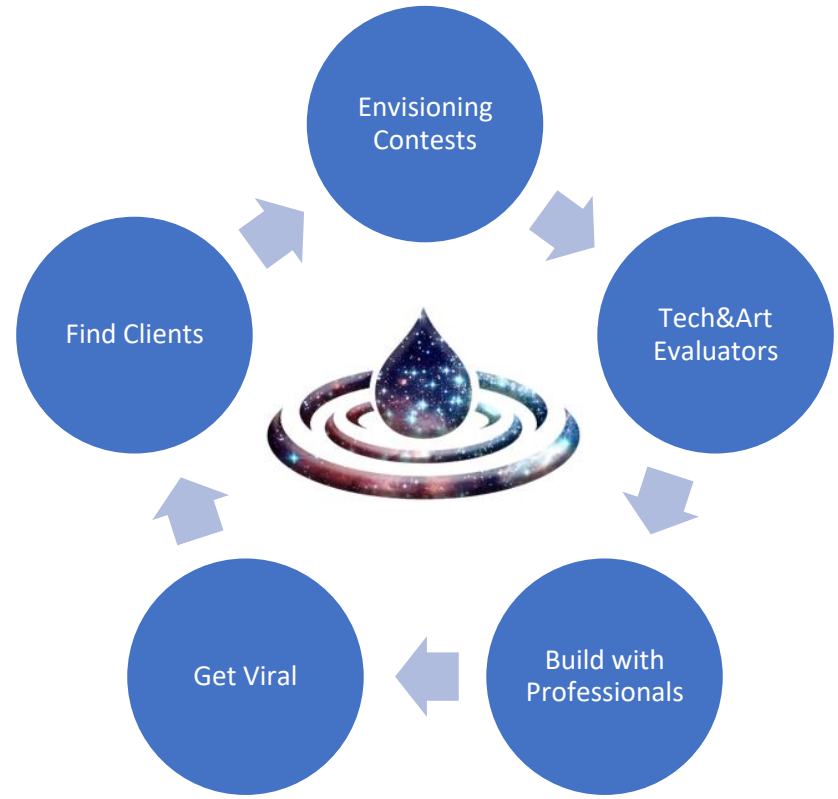 Envisioning
Contests
Tech&Art
Evaluators
Build with
Professionals
Get Viral
Find Clients